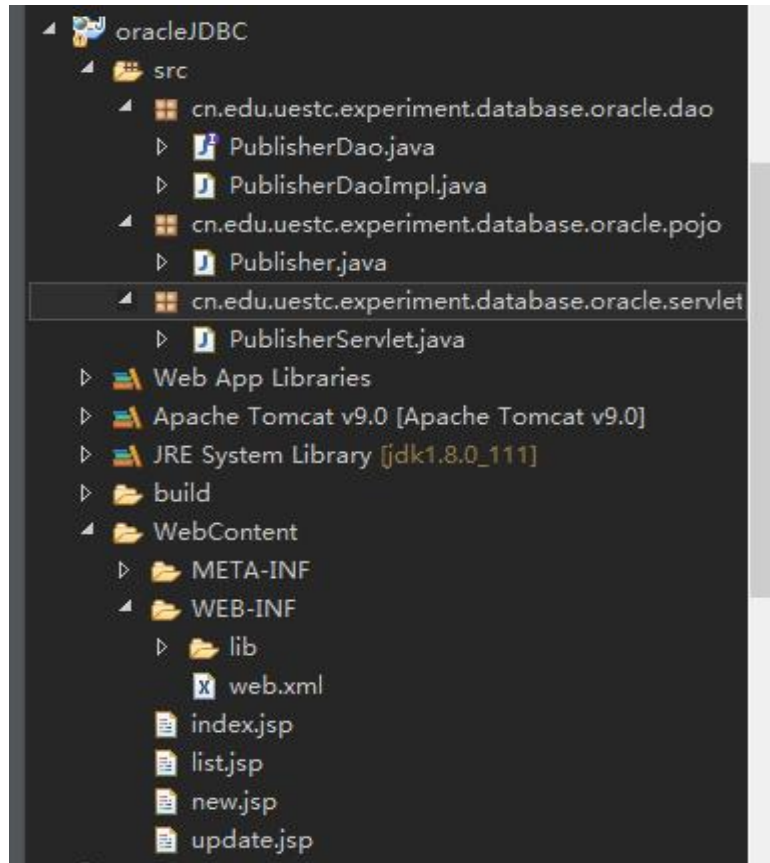 oracleJDBC
src
cn.edu.uestc.experiment.database.oracle.dao
PublisherDao.java
PublisherDaoImpl.java
cn.edu.uestc.experiment.database.oracle.pojo
Publisher.java
cn.edu.uestc.experiment.database.oracle.servlet
PublisherServlet.java
Web App Libraries
Apache Tomcat v9.0 [Apache Tomcat v9.0]
JRE System Library [jdk1.8.0_111]
build
WebContent
META-INF
WEB-INF
lib
web.xml
index.jsp
list.jsp
new.jsp
update.jsp